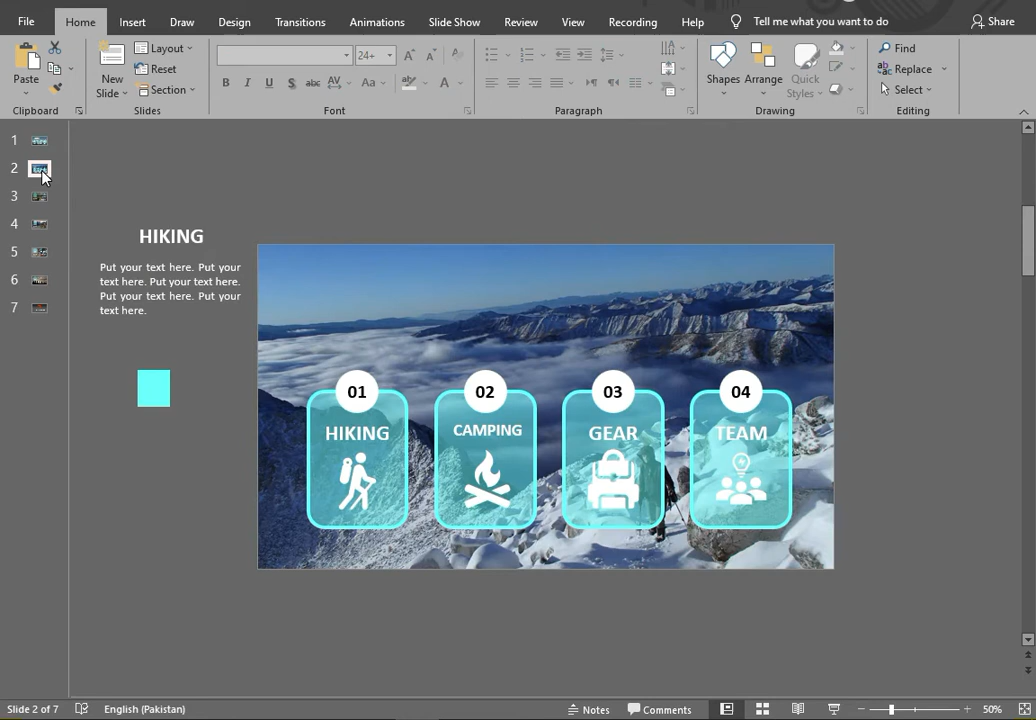 File Home Insert Draw Design Transitions Animations Slide Show Review View Recording Help Tell me what you want to do Share
Paste
Clipboard
New
Slide
Layout
Reset
Section
Slides
24+
B I U S abc AV Aa A
Font
Paragraph
Shapes Arrange Quick
Styles
Drawing
Find
Replace
Select
Editing
1
2
3
4
5
6
7
HIKING
Put your text here. Put your
text here. Put your text here.
Put your text here. Put your
text here.
01 02 03 04
HIKING CAMPING GEAR TEAM
Slide 2 of 7 English (Pakistan) Notes Comments 50%